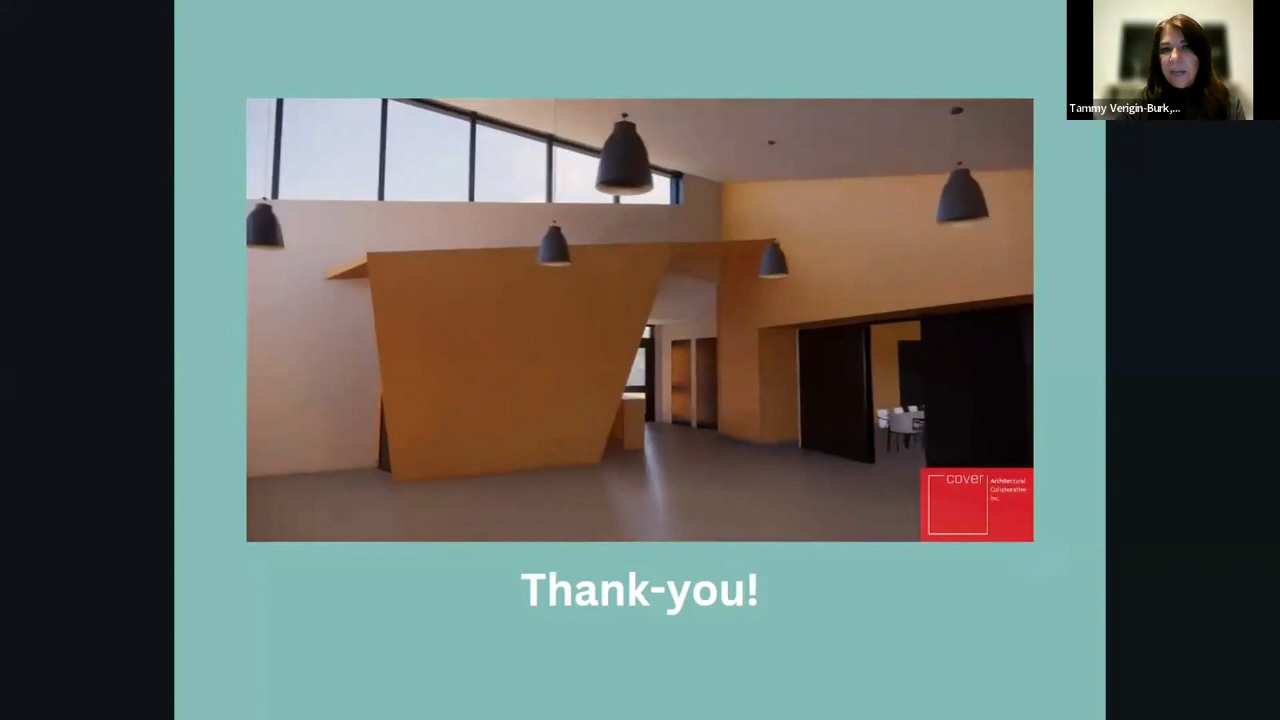 Tammy Verigin-Burk,...
cover
Architectural
Collaborative
Inc.
Thank-you!